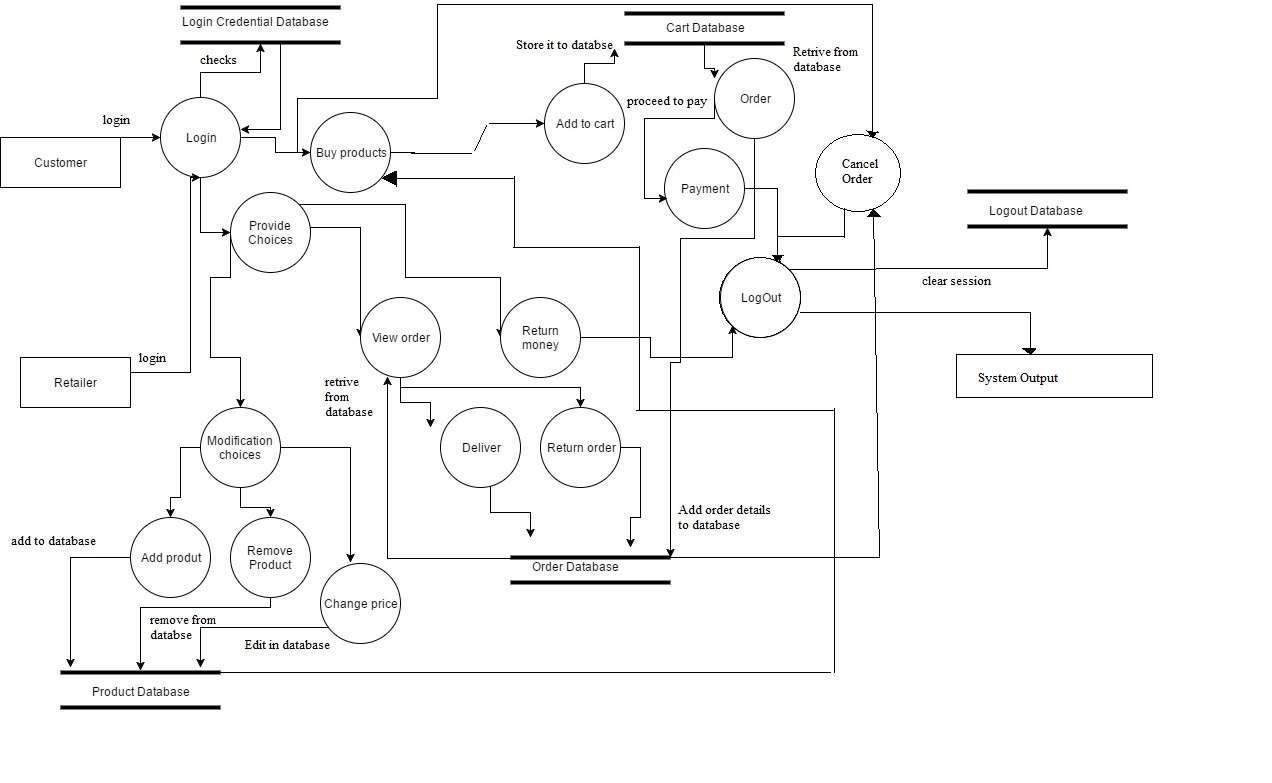 Login Credential Database
Cart Database
Store it to databse
Retrive from
database
checks
proceed to pay
Order
login
Login
Add to cart
Customer
Buy products
Cancel
Order
Payment
Logout Database
Provide
Choices
clear session
LogOut
View order
Return
money
login
Retailer
System Output
retrive
from
database
Modification
choices
Deliver
Return order
Add order details
to database
add to database
Add produt
Remove
Product
Order Database
Change price
remove from
databse
Edit in database
Product Database